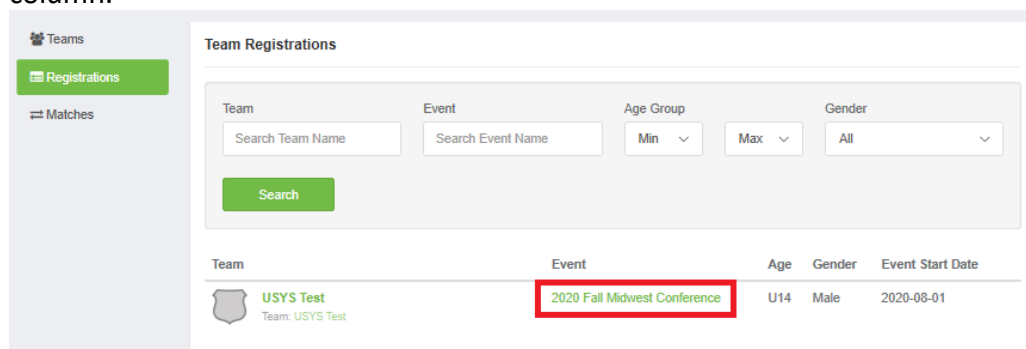 column.
Teams
Registrations
Matches
Team Registrations
Team Event Age Group Gender
Search Team Name Search Event Name Min Max All
Search
Team Event Age Gender Event Start Date
USYS Test 2020 Fall Midwest Conference U14 Male 2020-08-01
Team: USYS Test